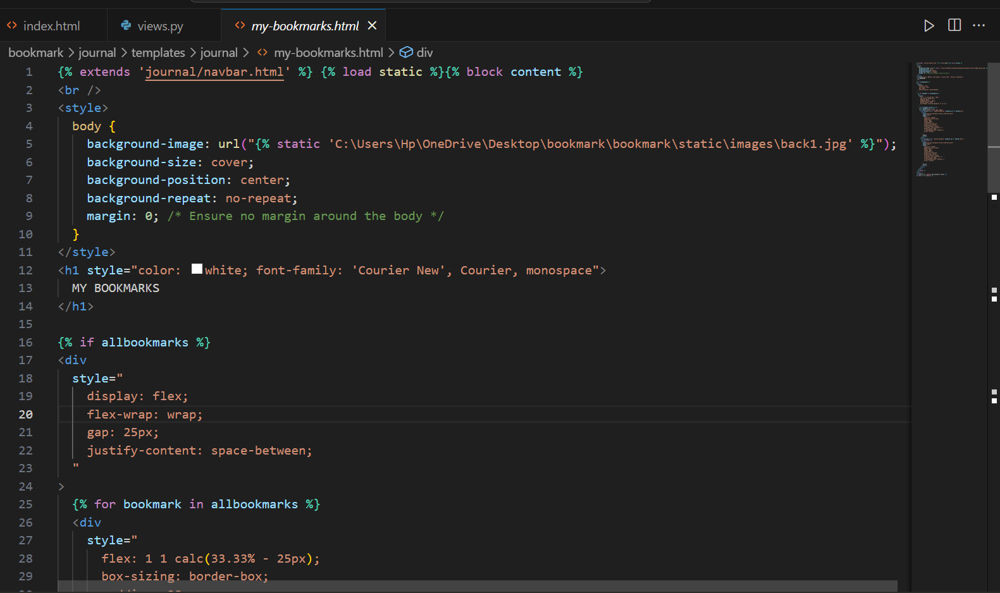 index.html views.py my-bookmarks.html
bookmark > journal > templates > journal > my-bookmarks.html > div
1 {% extends 'journal/navbar.html' %} {% load static %}{% block content %}
2 <br />
3 <style>
4 body {
5 background-image: url("{% static 'C:\Users\Hp\OneDrive\Desktop\bookmark\bookmark\static\images\back1.jpg' %}");
6 background-size: cover;
7 background-position: center;
8 background-repeat: no-repeat;
9 margin: 0; /* Ensure no margin around the body */
10 }
11 </style>
12 <h1 style="color: white; font-family: 'Courier New', Courier, monospace">
13 MY BOOKMARKS
14 </h1>
15
16 {% if allbookmarks %}
17 <div
18 style="
19 display: flex;
20 flex-wrap: wrap;
21 gap: 25px;
22 justify-content: space-between;
23 "
24 >
25 {% for bookmark in allbookmarks %}
26 <div
27 style="
28 flex: 1 1 calc(33.33% - 25px);
29 box-sizing: border-box;